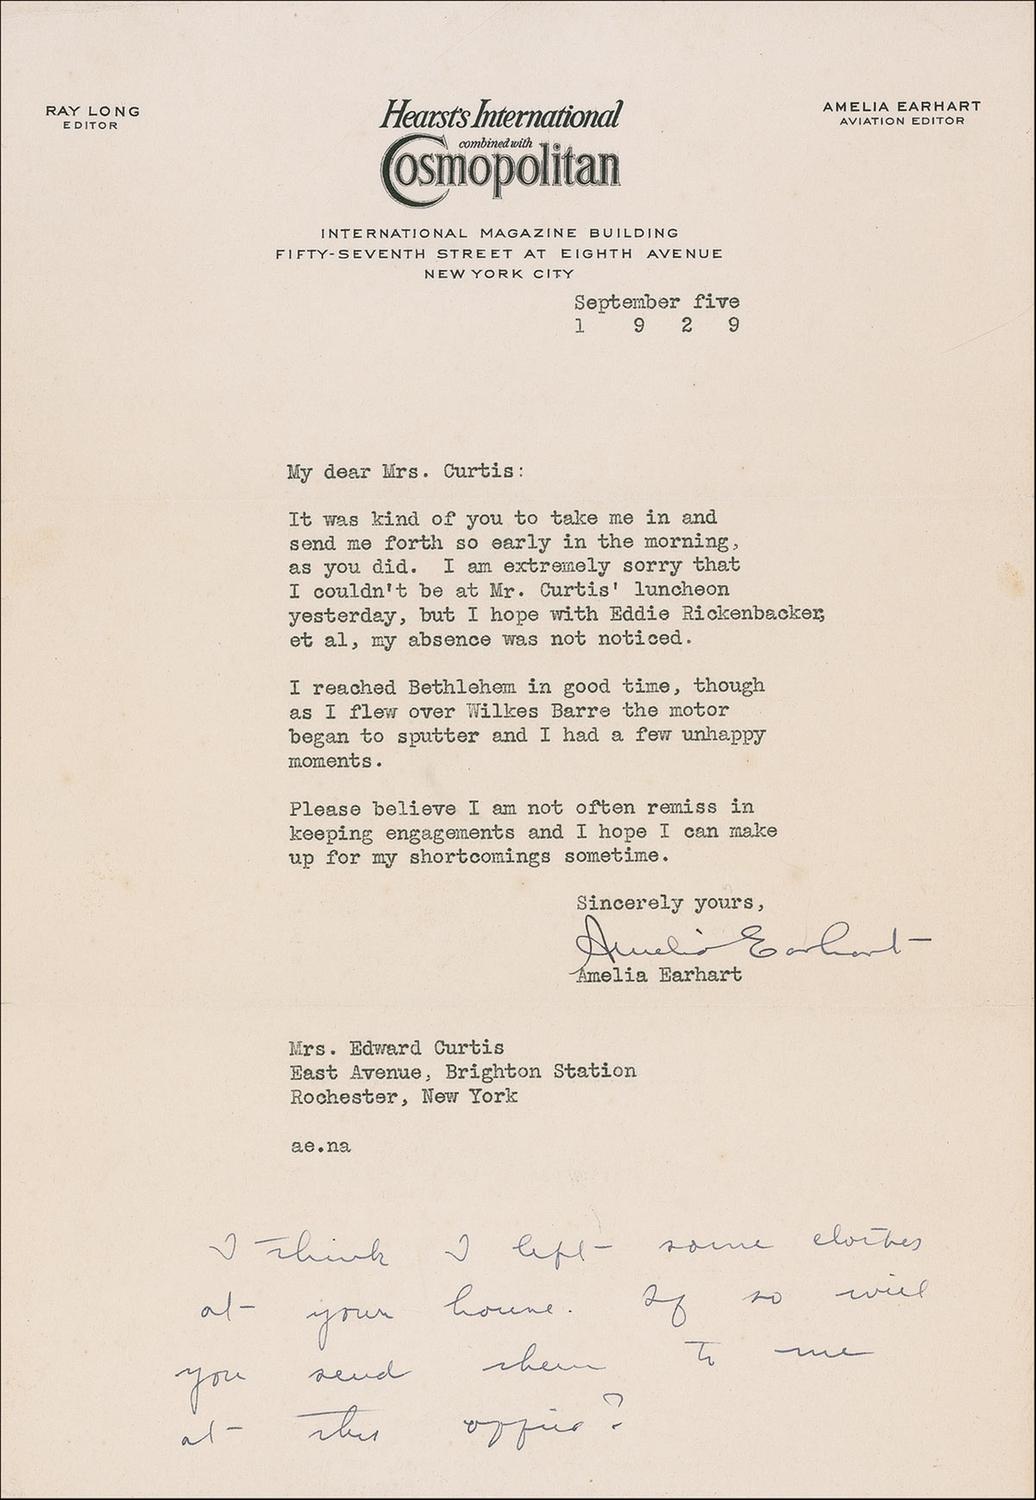 RAY LONG
EDITOR
Hearst's International
combined with
Cosmopolitan
AMELIA EARHART
AVIATION EDITOR
INTERNATIONAL MAGAZINE BUILDING
FIFTY-SEVENTH STREET AT EIGHTH AVENUE
NEW YORK CITY
September five
1 9 2 9
My dear Mrs. Curtis:
It was kind of you to take me in and
send me forth so early in the morning,
as you did. I am extremely sorry that
I couldn't be at Mr. Curtis' luncheon
yesterday, but I hope with Eddie Rickenbacker,
et al, my absence was not noticed.
I reached Bethlehem in good time, though
as I flew over Wilkes Barre the motor
began to sputter and I had a few unhappy
moments.
Please believe I am not often remiss in
keeping engagements and I hope I can make
up for my shortcomings sometime.
Sincerely yours,
Amelia Earhart
Amelia Earhart
Mrs. Edward Curtis
East Avenue, Brighton Station
Rochester, New York
ae.na
I think I left some clothes
at your house. If so will
you send them to me
at this office?